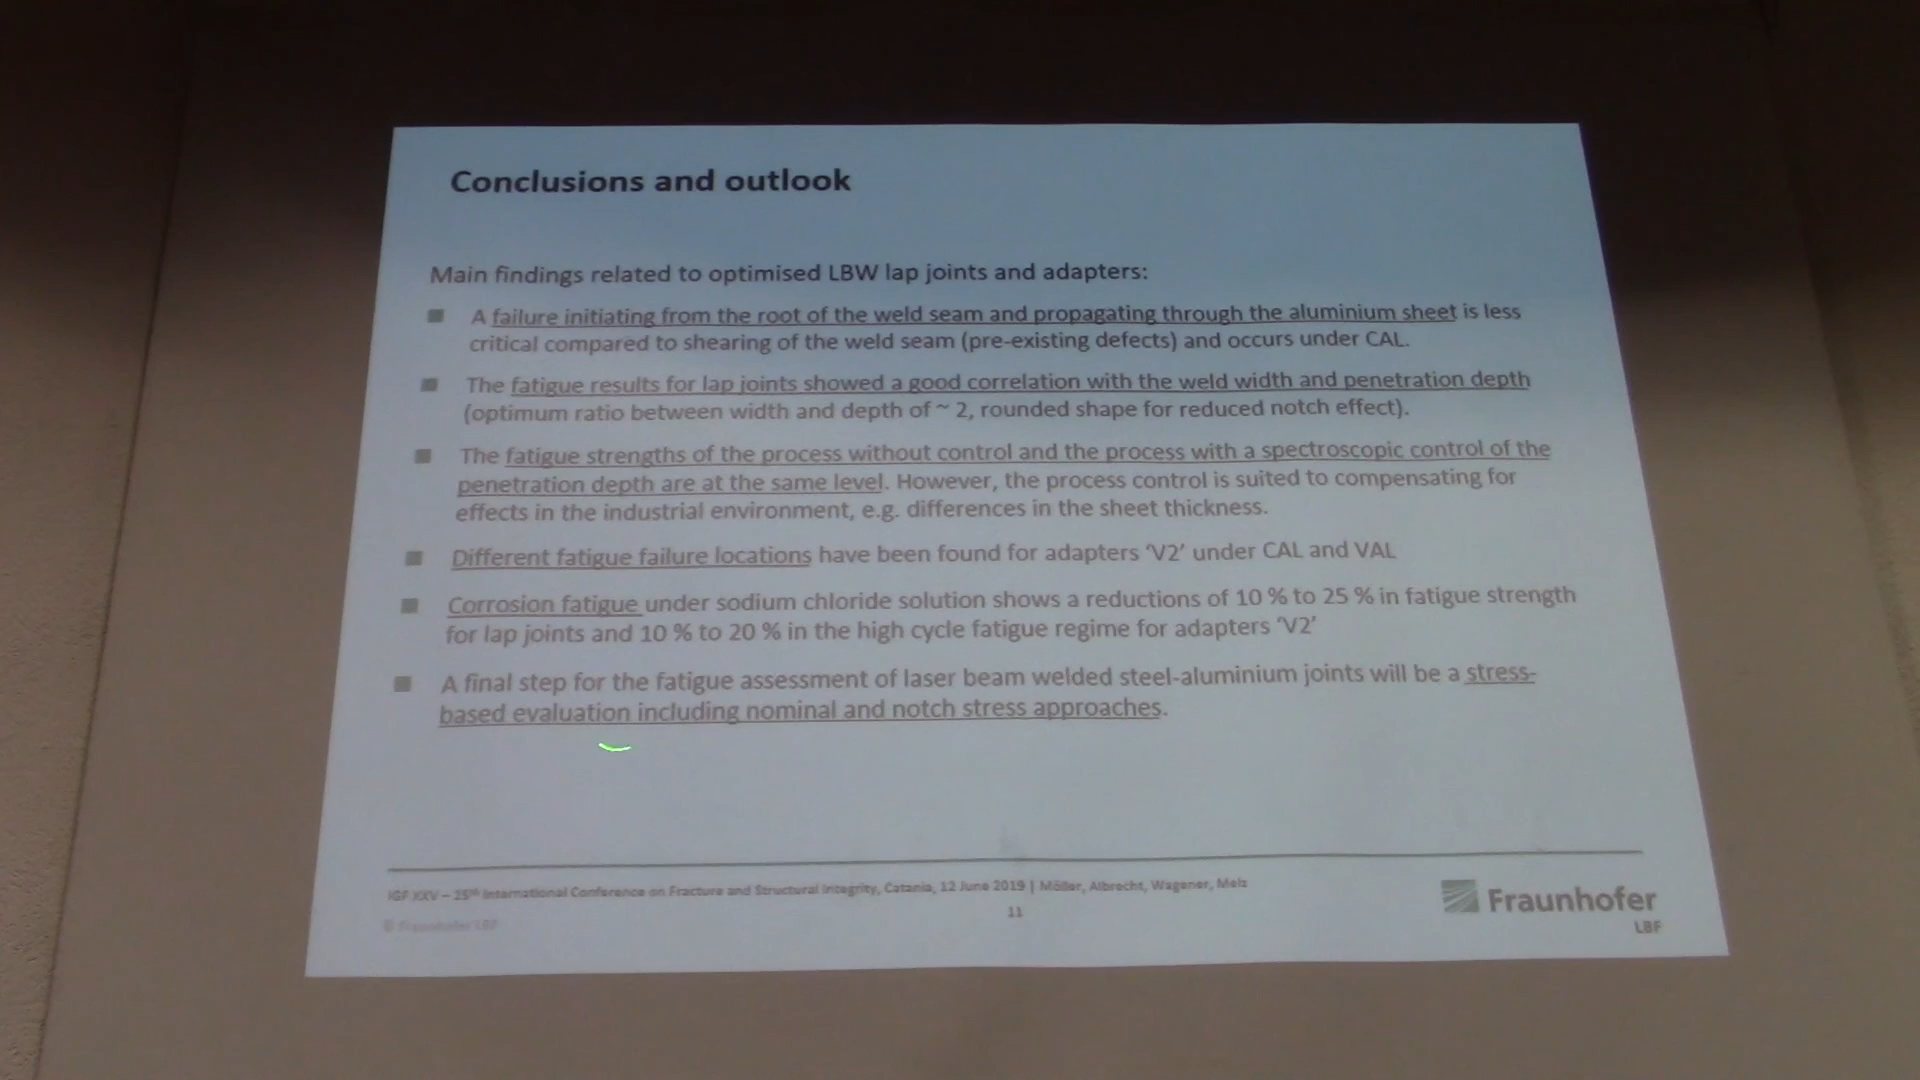 Conclusions and outlook
Main findings related to optimised LBW lap joints and adapters:
A failure initiating from the root of the weld seam and propagating through the aluminium sheet is less
critical compared to shearing of the weld seam (pre-existing defects) and occurs under CAL.
The fatigue results for lap joints showed a good correlation with the weld width and penetration depth
(optimum ratio between width and depth of ~ 2, rounded shape for reduced notch effect).
The fatigue strengths of the process without control and the process with a spectroscopic control of the
penetration depth are at the same level. However, the process control is suited to compensating for
effects in the industrial environment, e.g. differences in the sheet thickness.
Different fatigue failure locations have been found for adapters ‘V2’ under CAL and VAL
Corrosion fatigue under sodium chloride solution shows a reductions of 10 % to 25 % in fatigue strength
for lap joints and 10 % to 20 % in the high cycle fatigue regime for adapters ‘V2’
A final step for the fatigue assessment of laser beam welded steel-aluminium joints will be a stress-
based evaluation including nominal and notch stress approaches.
IGF XXV – 25th International Conference on Fracture and Structural Integrity, Catania, 12 June 2019 | Möller, Albrecht, Wagener, Melz
11
© Fraunhofer LBF
Fraunhofer
LBF